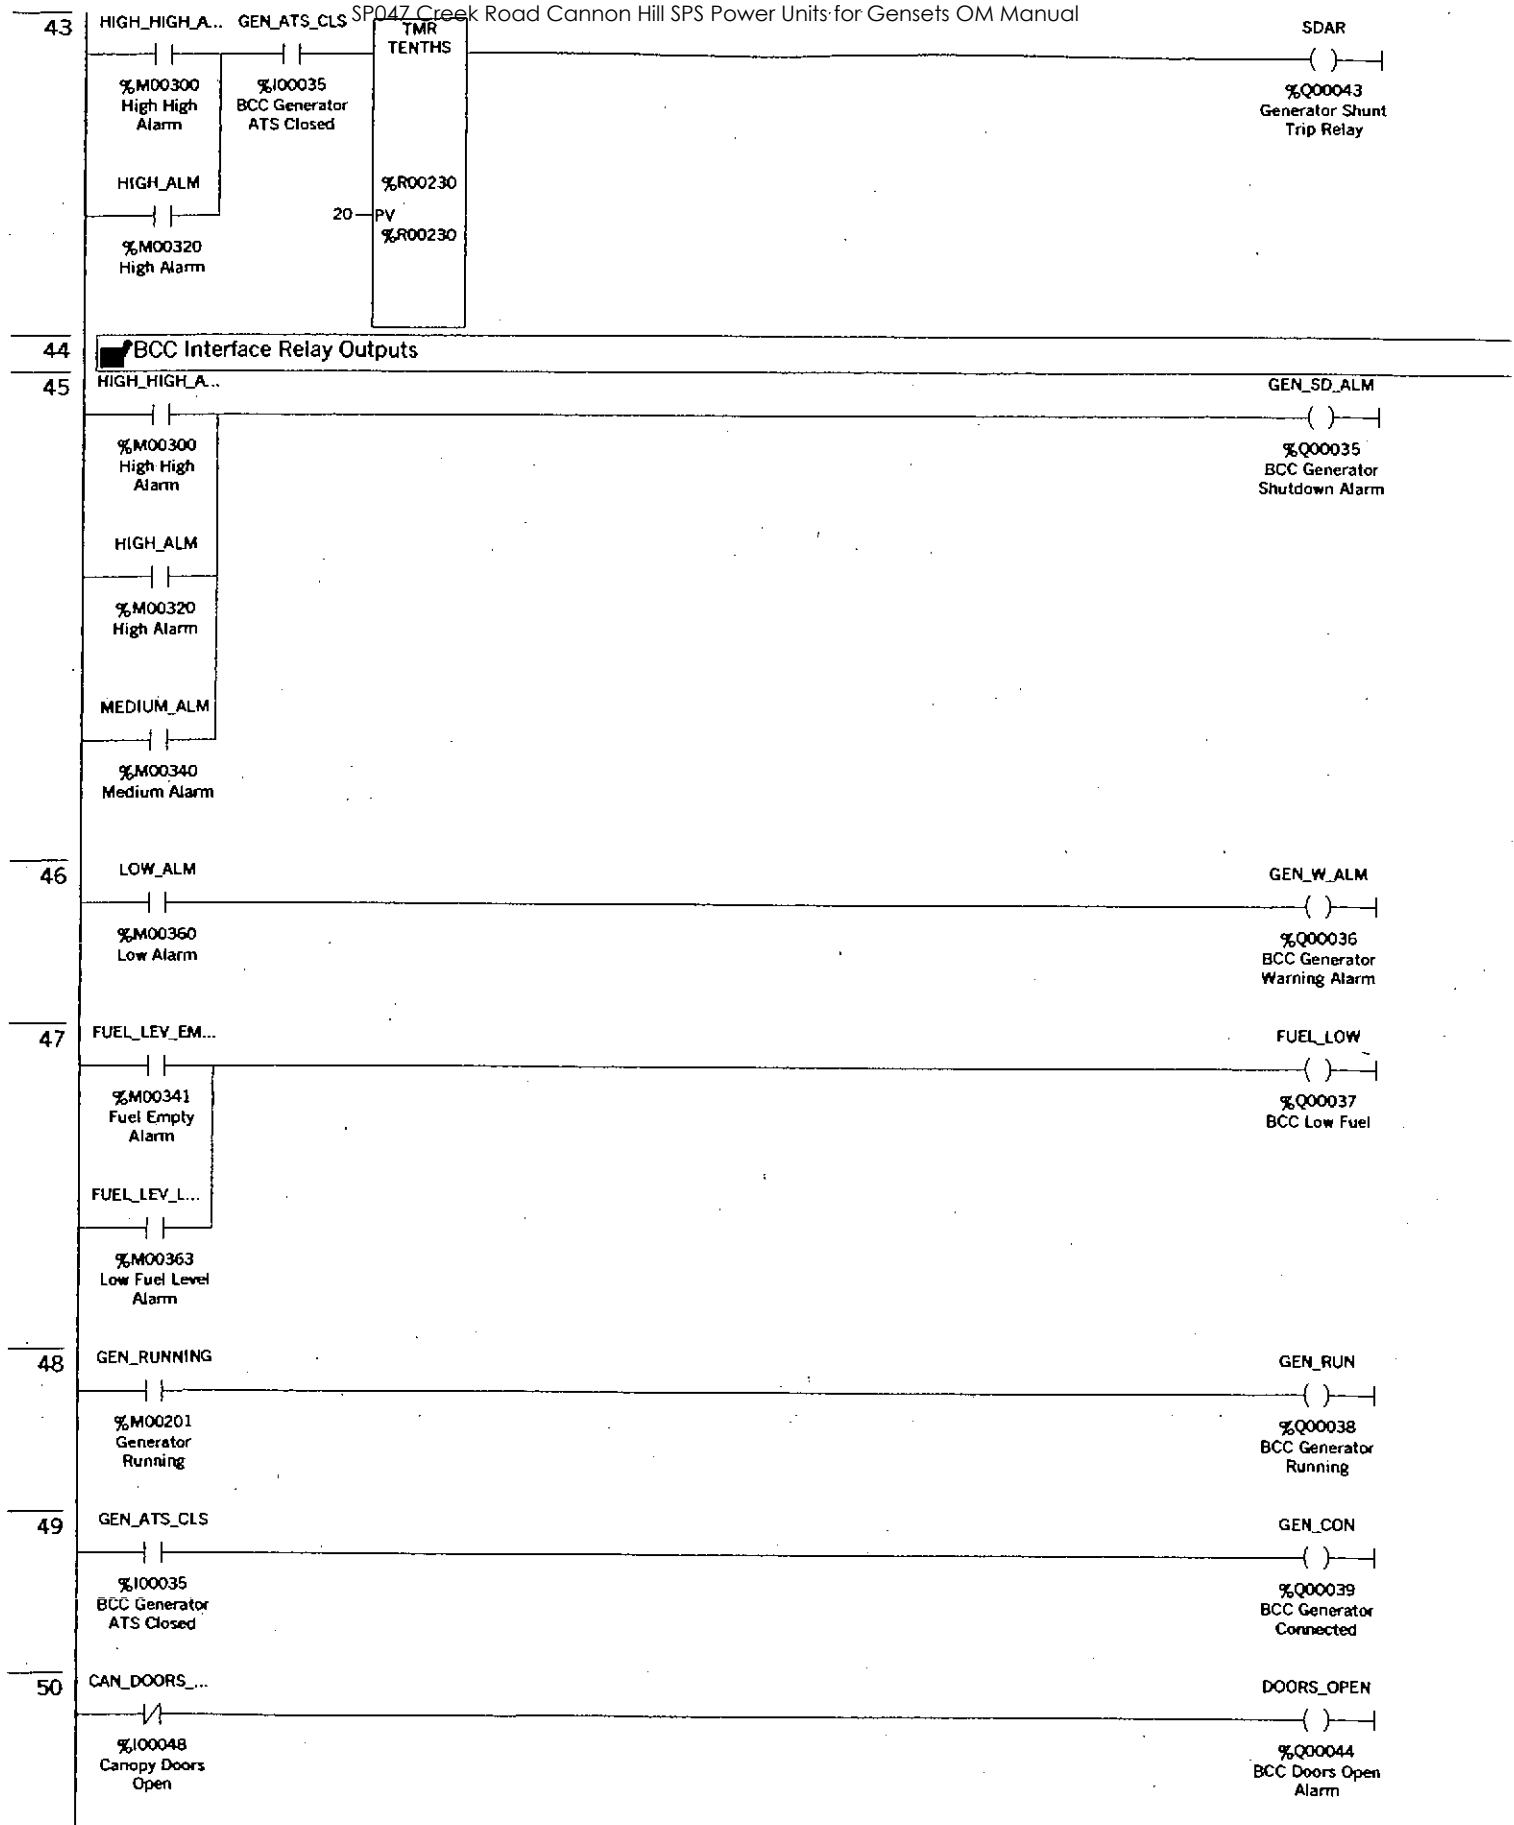 SP047 Creek Road Cannon Hill SPS Power Units for Gensets OM Manual
43
HIGH_HIGH_A...
GEN_ATS_CLS
TMR
TENTHS
SDAR
%M00300
High High
Alarm
%I00035
BCC Generator
ATS Closed
%Q00043
Generator Shunt
Trip Relay
HIGH_ALM
%R00230
20
PV
%R00230
%M00320
High Alarm
44
BCC Interface Relay Outputs
45
HIGH_HIGH_A...
GEN_SD_ALM
%M00300
High High
Alarm
%Q00035
BCC Generator
Shutdown Alarm
HIGH_ALM
%M00320
High Alarm
MEDIUM_ALM
%M00340
Medium Alarm
46
LOW_ALM
GEN_W_ALM
%M00360
Low Alarm
%Q00036
BCC Generator
Warning Alarm
47
FUEL_LEV_EM...
FUEL_LOW
%M00341
Fuel Empty
Alarm
%Q00037
BCC Low Fuel
FUEL_LEV_L...
%M00363
Low Fuel Level
Alarm
48
GEN_RUNNING
GEN_RUN
%M00201
Generator
Running
%Q00038
BCC Generator
Running
49
GEN_ATS_CLS
GEN_CON
%I00035
BCC Generator
ATS Closed
%Q00039
BCC Generator
Connected
50
CAN_DOORS_...
DOORS_OPEN
%I00048
Canopy Doors
Open
%Q00044
BCC Doors Open
Alarm